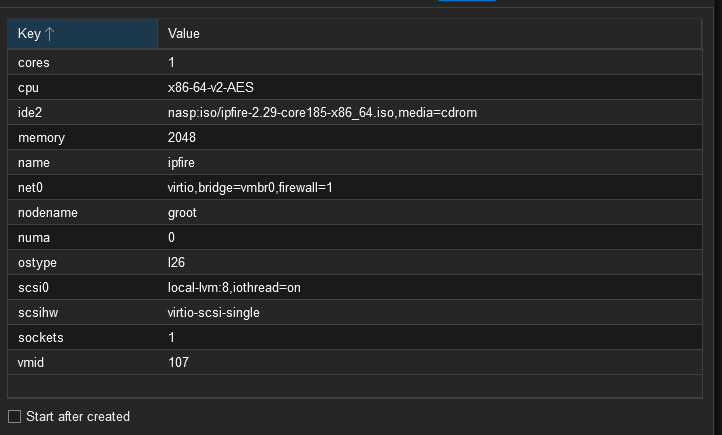 Key ↑ Value
cores 1
cpu x86-64-v2-AES
ide2 nasp:iso/ipfire-2.29-core185-x86_64.iso,media=cdrom
memory 2048
name ipfire
net0 virtio,bridge=vmbr0,firewall=1
nodename groot
numa 0
ostype l26
scsi0 local-lvm:8,iothread=on
scsihw virtio-scsi-single
sockets 1
vmid 107
Start after created